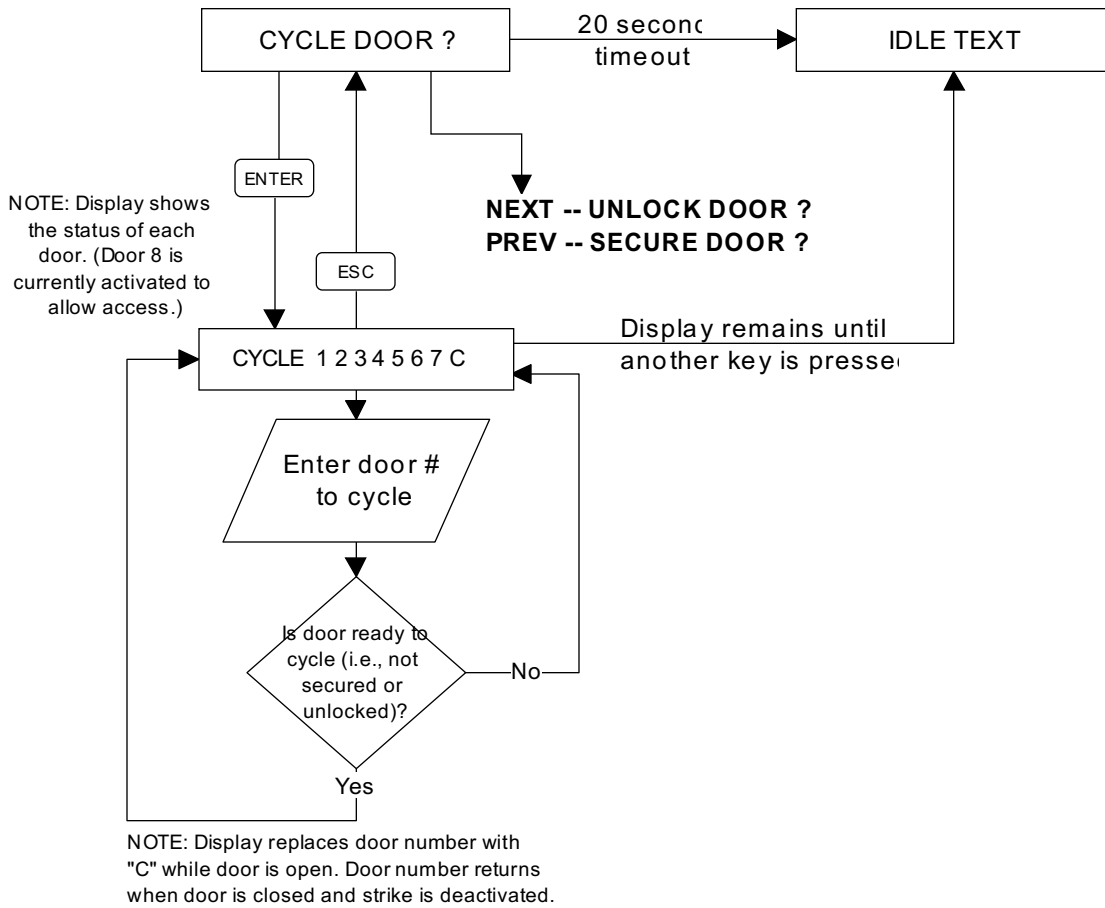 CYCLE DOOR ?
20 secon
timeout
IDLE TEXT
ENTER
NOTE: Display shows
the status of each
door. (Door 8 is
currently activated to
allow access.)
NEXT -- UNLOCK DOOR ?
PREV -- SECURE DOOR ?
ESC
CYCLE 1 2 3 4 5 6 7 C
Display remains until
another key is presse
Enter door #
to cycle
Is door ready to
cycle (i.e., not
secured or
unlocked)?
No
Yes
NOTE: Display replaces door number with
"C" while door is open. Door number returns
when door is closed and strike is deactivated.